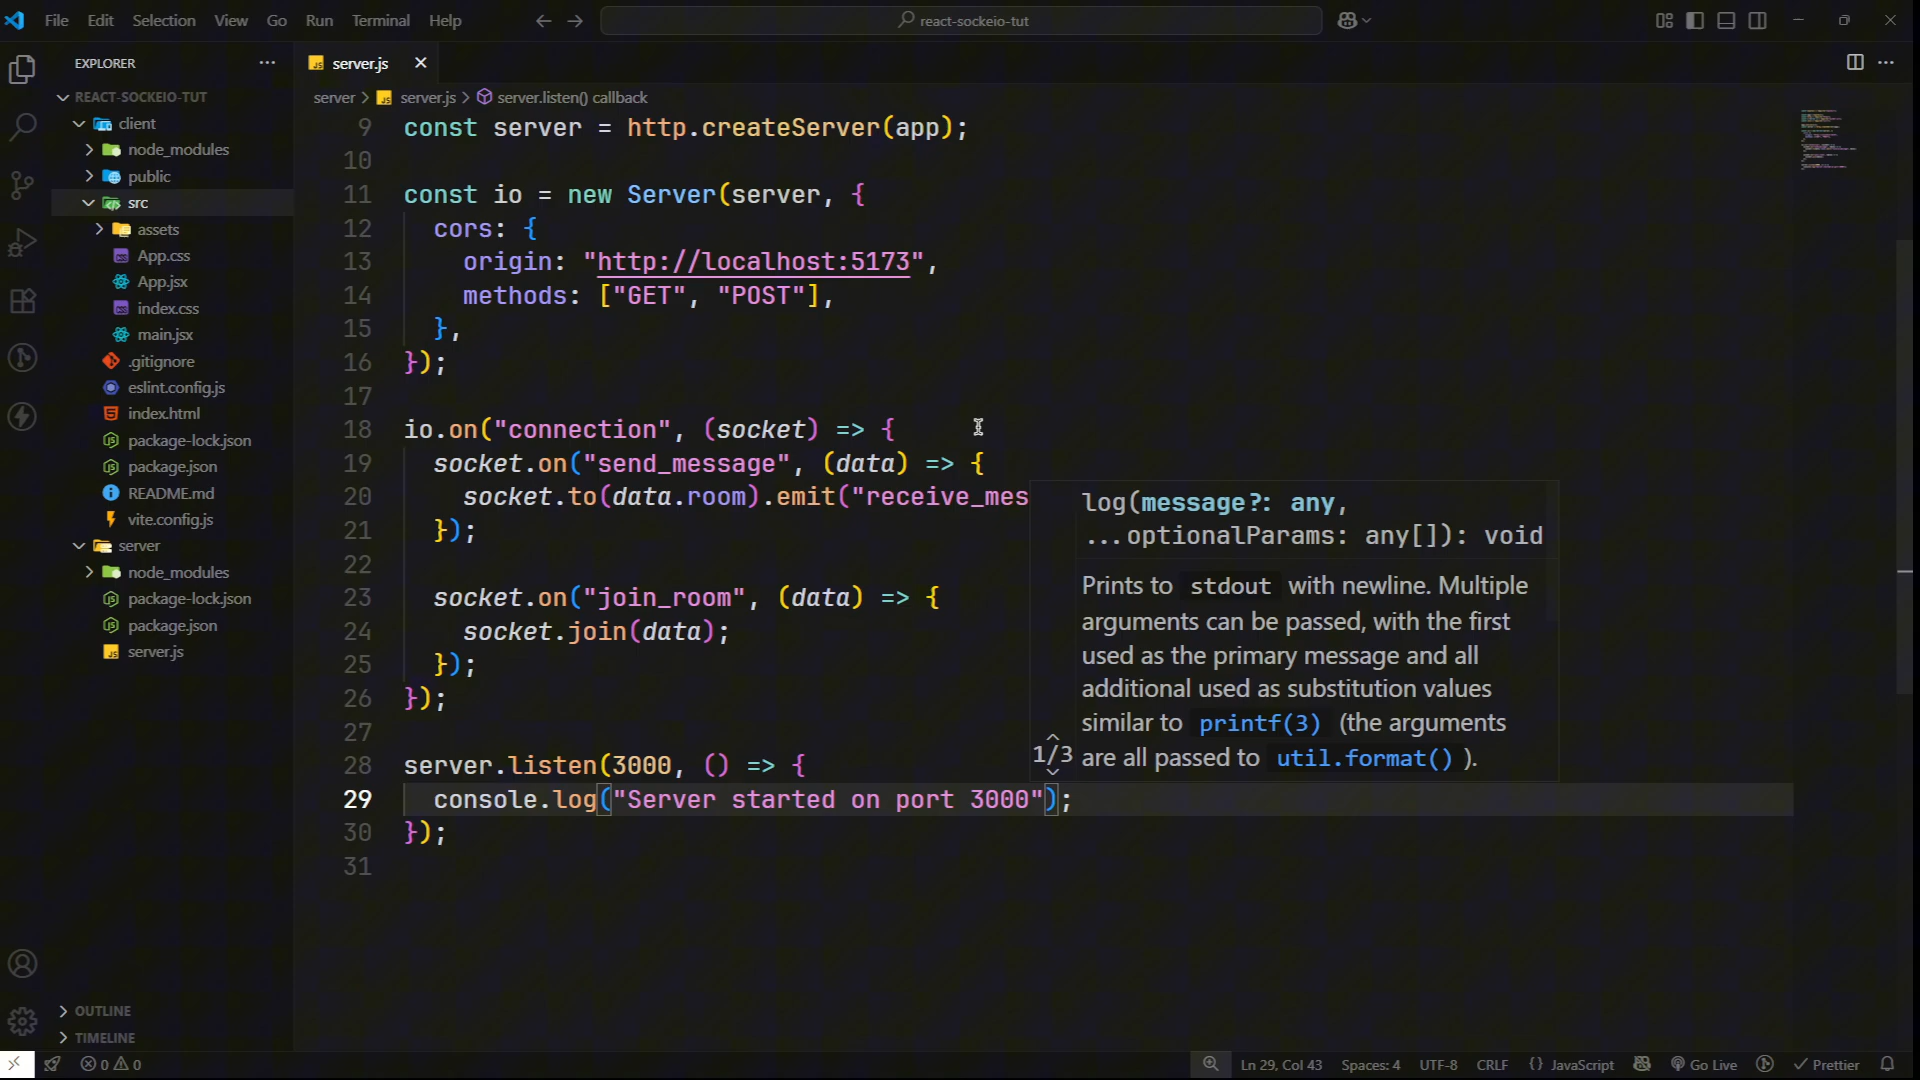 File Edit Selection View Go Run Terminal Help
react-sockeio-tut
EXPLORER
REACT-SOCKEIO-TUT
client
node_modules
public
src
assets
App.css
App.jsx
index.css
main.jsx
.gitignore
eslint.config.js
index.html
package-lock.json
package.json
README.md
vite.config.js
server
node_modules
package-lock.json
package.json
server.js
OUTLINE
TIMELINE
server.js
server > server.js > server.listen() callback
9 const server = http.createServer(app);
10
11 const io = new Server(server, {
12 cors: {
13 origin: "http://localhost:5173",
14 methods: ["GET", "POST"],
15 },
16 });
17
18 io.on("connection", (socket) => {
19 socket.on("send_message", (data) => {
20 socket.to(data.room).emit("receive_mes
21 });
22
23 socket.on("join_room", (data) => {
24 socket.join(data);
25 });
26 });
27
28 server.listen(3000, () => {
29 console.log("Server started on port 3000");
30 });
31
log(message?: any,
...optionalParams: any[]): void
Prints to stdout with newline. Multiple
arguments can be passed, with the first
used as the primary message and all
additional used as substitution values
similar to printf(3) (the arguments
1/3 are all passed to util.format() ).
0 0
Ln 29, Col 43 Spaces: 4 UTF-8 CRLF {} JavaScript Go Live Prettier